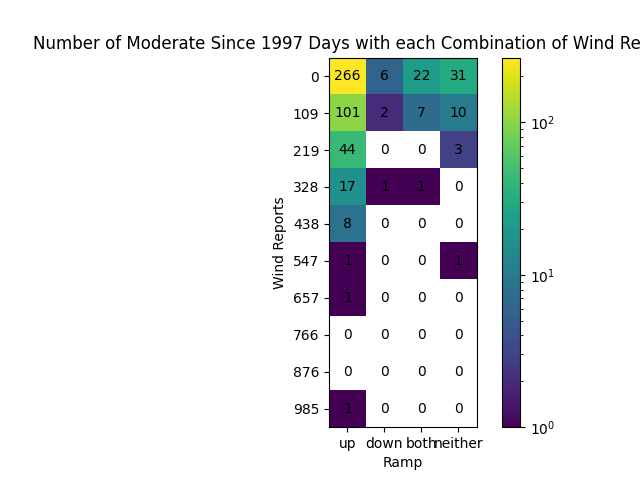 Number of Moderate Since 1997 Days with each Combination of Wind Re
0 266 6 22 31
109 101 2 7 10
219 44 0 0 3
328 17 1 1 0
438 8 0 0 0
547 1 0 0 1
657 1 0 0 0
766 0 0 0 0
876 0 0 0 0
985 1 0 0 0
Wind Reports
up down both neither
Ramp
10²
10¹
10⁰